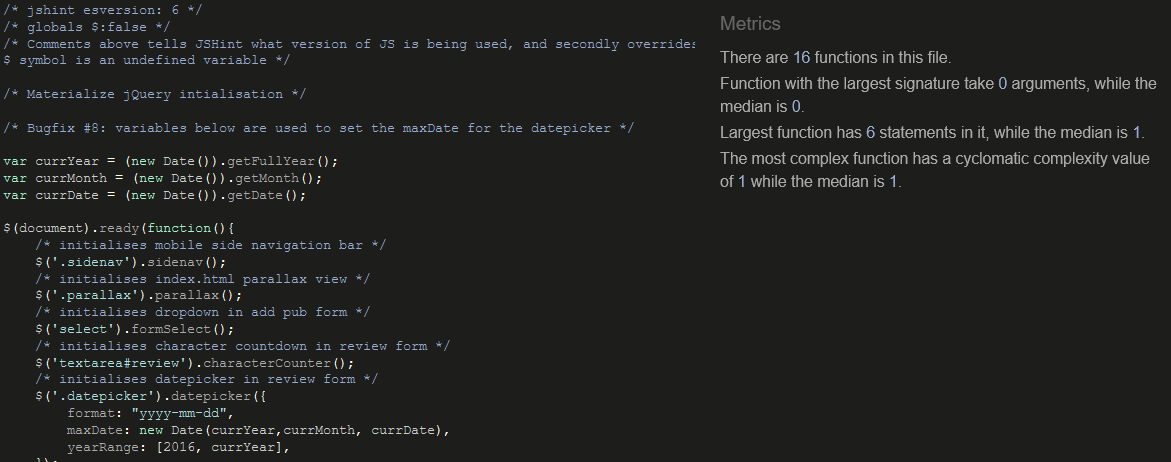 /* jshint esversion: 6 */
/* globals $:false */
/* Comments above tells JSHint what version of JS is being used, and secondly overrides
$ symbol is an undefined variable */
/* Materialize jQuery intialisation */
/* Bugfix #8: variables below are used to set the maxDate for the datepicker */
var currYear = (new Date()).getFullYear();
var currMonth = (new Date()).getMonth();
var currDate = (new Date()).getDate();
$(document).ready(function(){
    /* initialises mobile side navigation bar */
    $('.sidenav').sidenav();
    /* initialises index.html parallax view */
    $('.parallax').parallax();
    /* initialises dropdown in add pub form */
    $('select').formSelect();
    /* initialises character countdown in review form */
    $('textarea#review').characterCounter();
    /* initialises datepicker in review form */
    $('.datepicker').datepicker({
        format: "yyyy-mm-dd",
        maxDate: new Date(currYear,currMonth, currDate),
        yearRange: [2016, currYear],
    });
Metrics
There are 16 functions in this file.
Function with the largest signature take 0 arguments, while the
median is 0.
Largest function has 6 statements in it, while the median is 1.
The most complex function has a cyclomatic complexity value
of 1 while the median is 1.